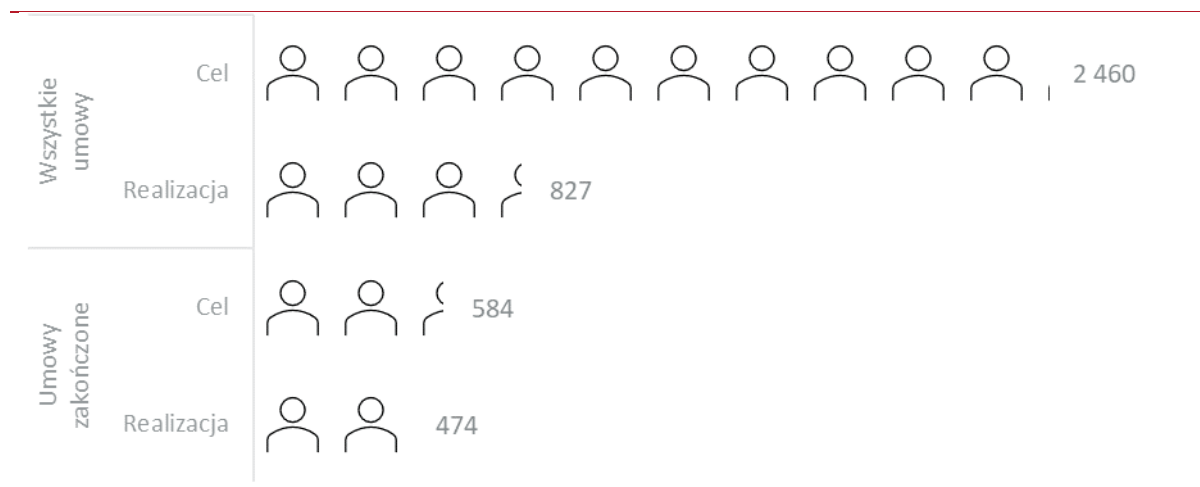 Wszystkie
umowy
Cel
2 460
Realizacja
827
Umowy
zakończone
Cel
584
Realizacja
474